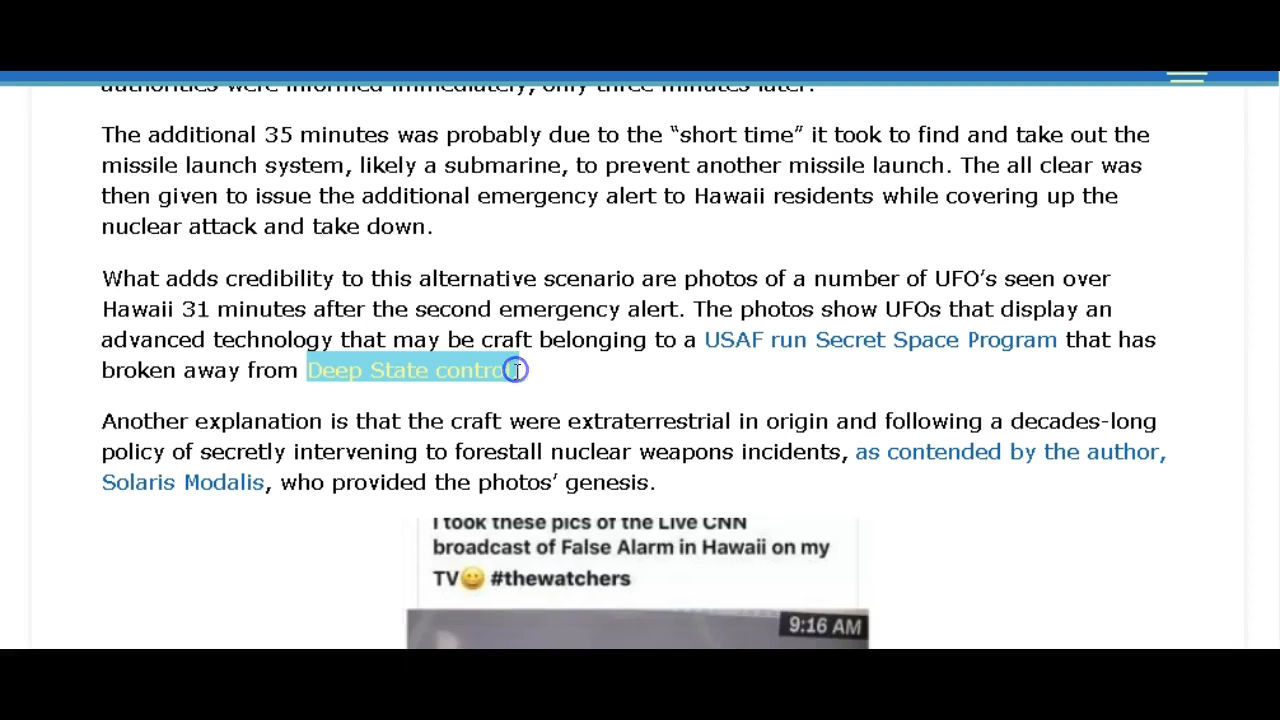 authorities were informed immediately, only three minutes later.
The additional 35 minutes was probably due to the “short time” it took to find and take out the
missile launch system, likely a submarine, to prevent another missile launch. The all clear was
then given to issue the additional emergency alert to Hawaii residents while covering up the
nuclear attack and take down.
What adds credibility to this alternative scenario are photos of a number of UFO’s seen over
Hawaii 31 minutes after the second emergency alert. The photos show UFOs that display an
advanced technology that may be craft belonging to a USAF run Secret Space Program that has
broken away from Deep State control.
Another explanation is that the craft were extraterrestrial in origin and following a decades-long
policy of secretly intervening to forestall nuclear weapons incidents, as contended by the author,
Solaris Modalis, who provided the photos’ genesis.
I took these pics of the Live CNN
broadcast of False Alarm in Hawaii on my
TV😀 #thewatchers
9:16 AM